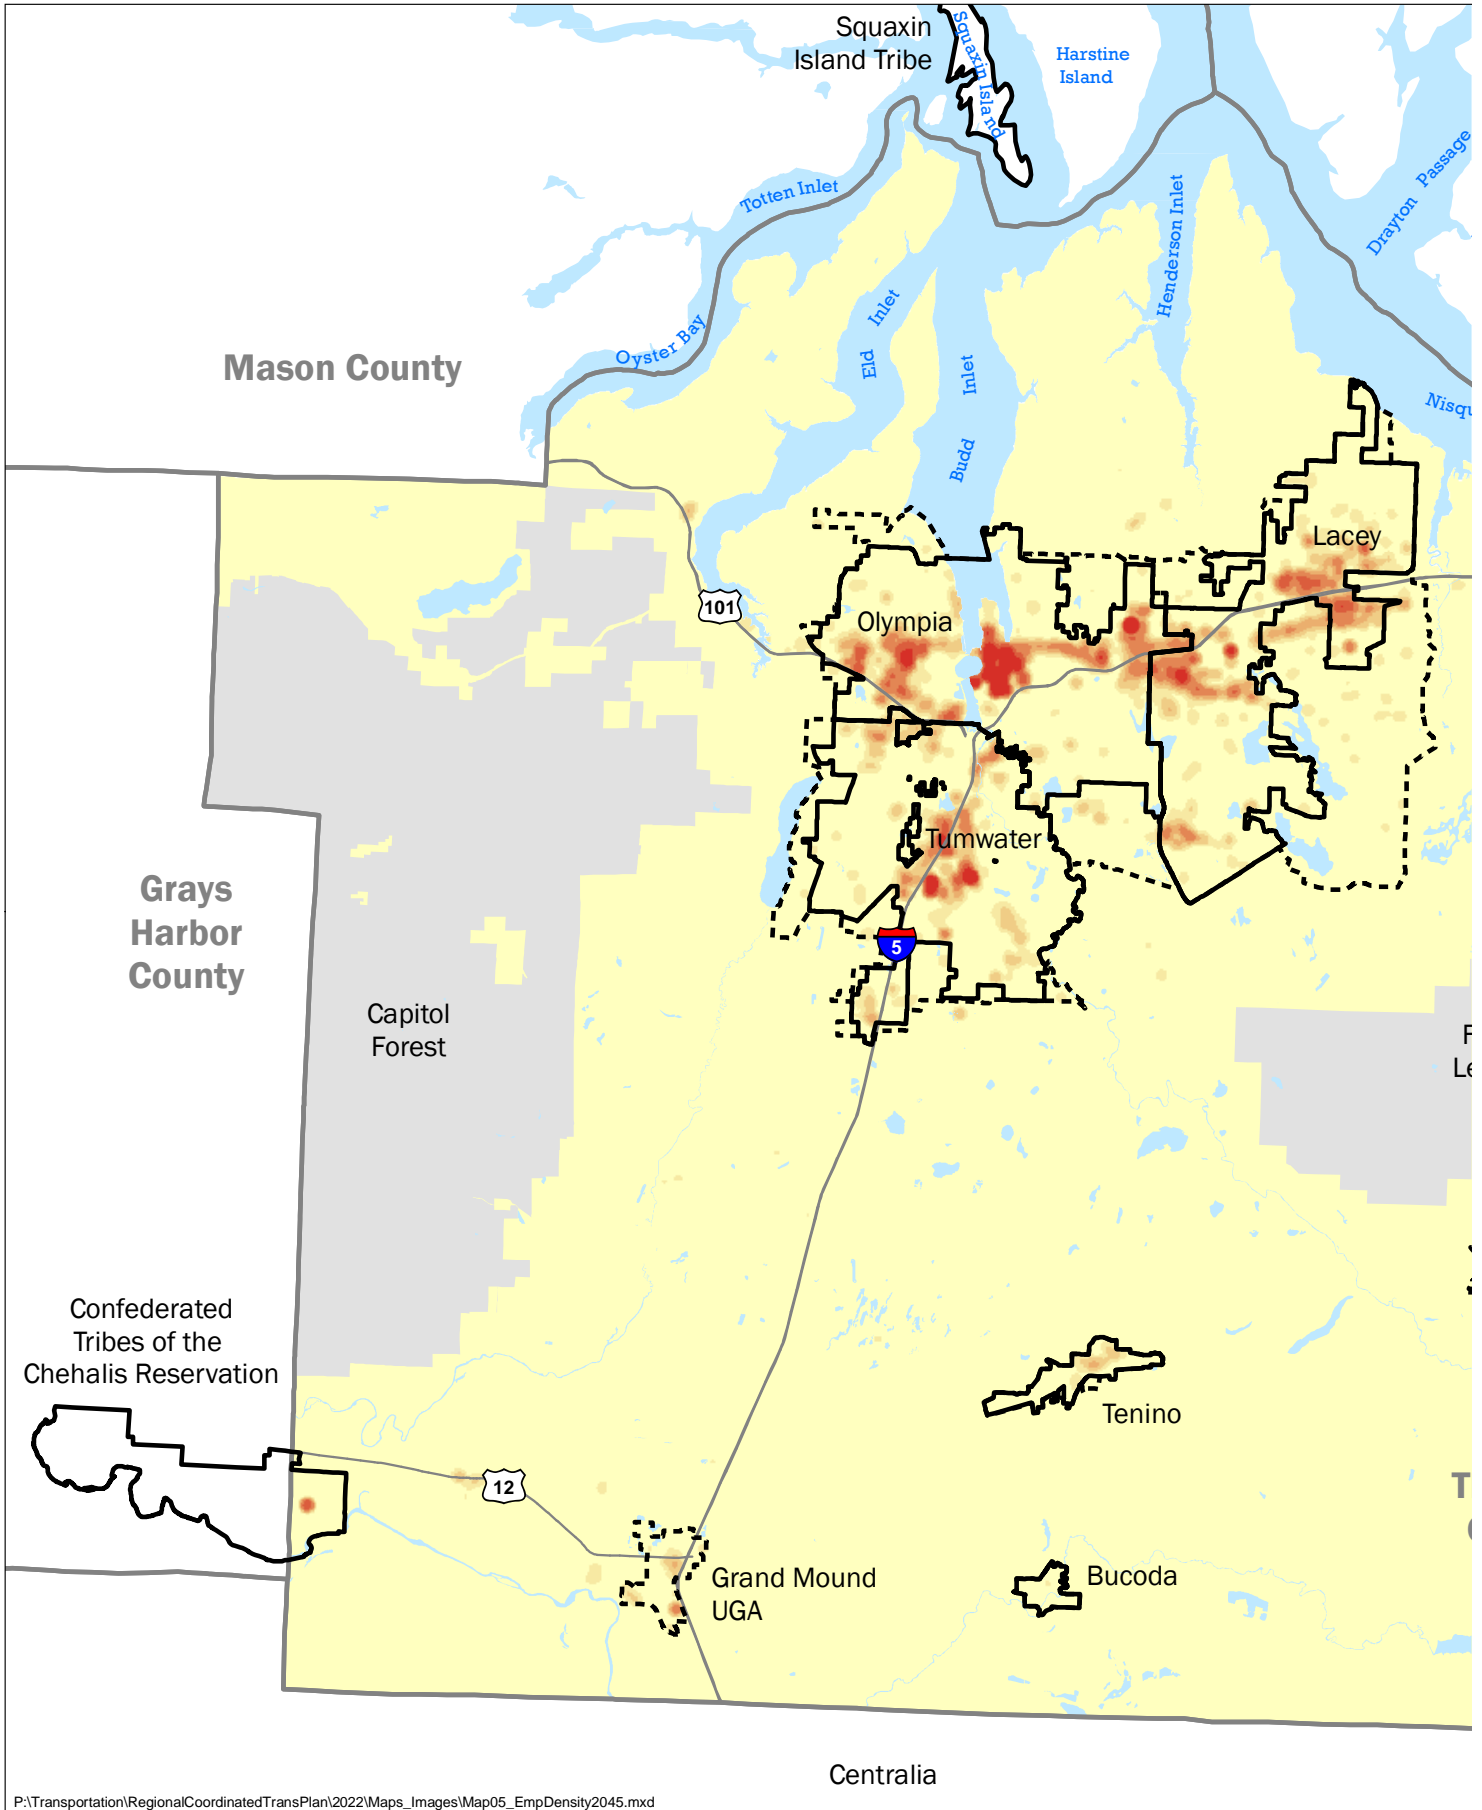 Squaxin
Island Tribe
Squaxin Island
Harstine
Island
Totten Inlet
Henderson Inlet
Drayton Passage
Oyster Bay
Eld Inlet
Budd Inlet
Nisqu
Mason County
Lacey
101
Olympia
Tumwater
Grays
Harbor
County
5
Capitol
Forest
F
Le
Confederated
Tribes of the
Chehalis Reservation
Tenino
12
T
Grand Mound
UGA
Bucoda
Centralia
P:\Transportation\RegionalCoordinatedTransPlan\2022\Maps_Images\Map05_EmpDensity2045.mxd